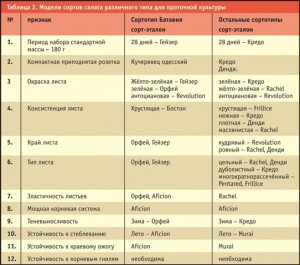 Таблица 2. Модели сортов салата различного типа для проточной культуры
№ признак Сортотип Батавия сорт-эталон Остальные сортотипы сорт-эталон
1. Период набора стандартной массы – 180 г 28 дней – Гейзер 28 дней – Кредо
2. Компактная приподнятая розетка Кучерявец одесский Кредо Денди.
3 Окраска листа Жёлто-зелёная – Гейзер зелёная – Орфей антоциановая – Revolution зелёная – Кредо жёлто-зелёная – Rachel антоциановая – Revolution
4. Консистенция листа Хрустящая – Бостон хрустящая – Frillice нежная – Кредо плотная – Денди маслянистая – Rachel
5. Край листа Орфей, Гейзер кудрявый – Revolution ровный – Rachel, Денди
6. Тип листа Орфей, Гейзер цельный – Rachel, Денди дуболистный – Кредо многократнорассечённый – Pentared, Frillice
7. Эластичность листьев Орфей, Aficion Rachel
8. Мощная корневая система Aficion Aficion
9. Теневыносливость Зима – Орфей Зима – Кредо
10. Устойчивость к стеблеванию Лето – Aficion Лето – Орфей
11. Устойчивость к краевому ожогу Aficion Murai
12. Устойчивость к корневым гнилям необходима необходима